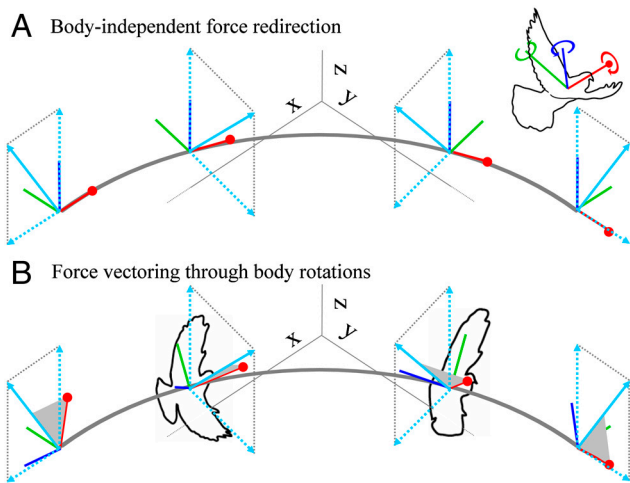 A Body-independent force redirection
z
x y
B Force vectoring through body rotations
z
x y